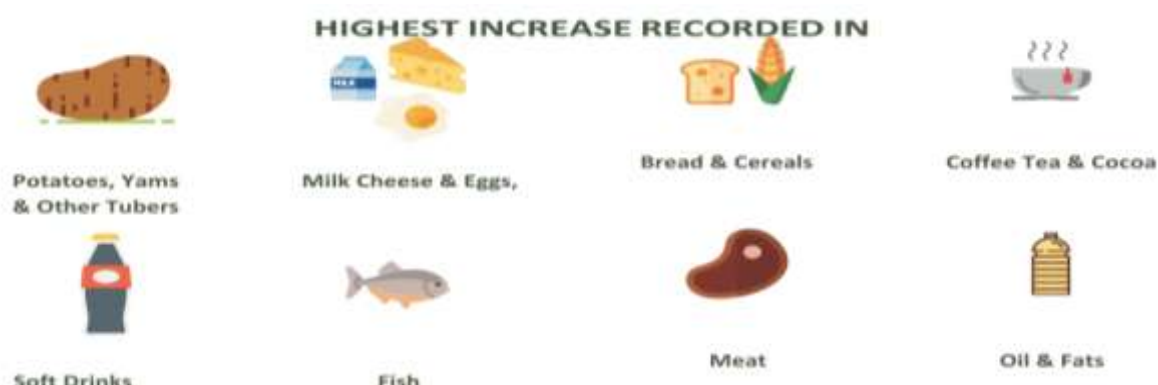 HIGHEST INCREASE RECORDED IN
MILK
Potatoes, Yams
& Other Tubers
Milk Cheese & Eggs,
Bread & Cereals
Coffee Tea & Cocoa
Soft Drinks
Fish
Meat
Oil & Fats